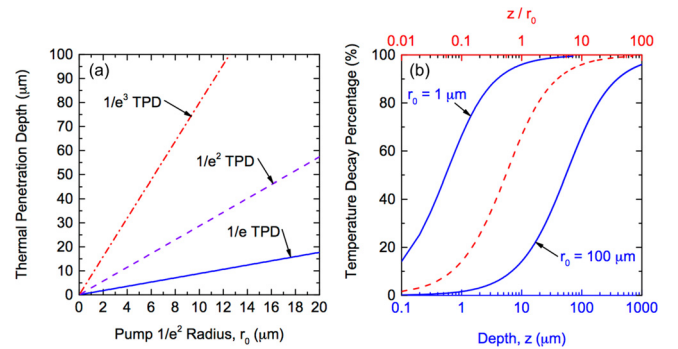 (a)
100
90
80
70
60
50
40
30
20
10
0
Thermal Penetration Depth (μm)
1/e³ TPD
1/e² TPD
1/e TPD
0 2 4 6 8 10 12 14 16 18 20
Pump 1/e² Radius, r₀ (μm)
z / r₀
0.01 0.1 1 10 100
(b)
100
80
60
40
20
0
Temperature Decay Percentage (%)
r₀ = 1 μm
r₀ = 100 μm
0.1 1 10 100 1000
Depth, z (μm)